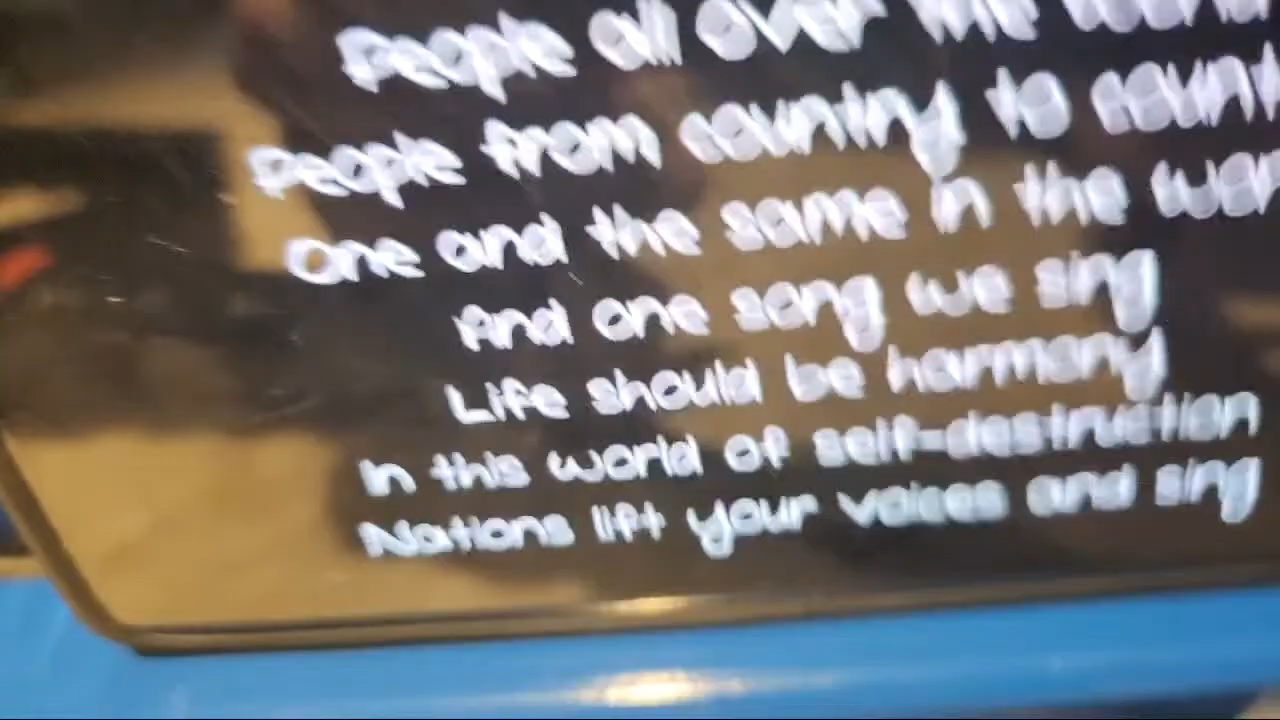 People all over the world
People from country to
One and the same in the
And one song we sing
Life should be harmony
In this world of self-destruction
Nations lift your voices and sing